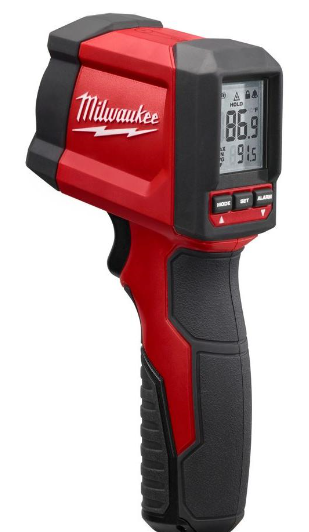 Milwaukee
HOLD
86.9
91.5
MODE SET ALARM